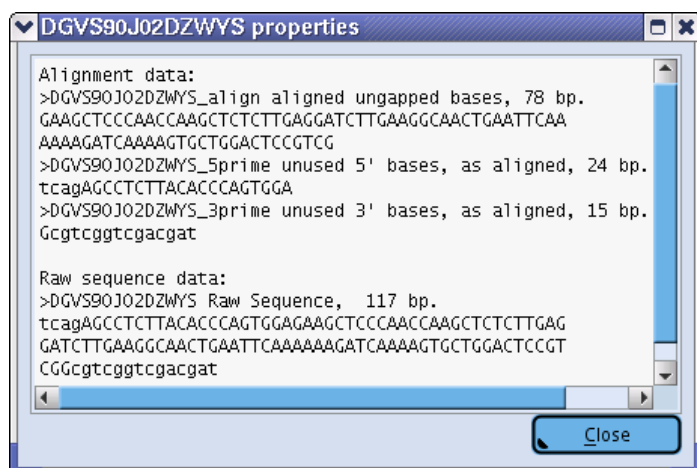 DGVS90J02DZWYS properties
Alignment data:
>DGVS90J02DZWYS_align aligned ungapped bases, 78 bp.
GAAGCTCCCAACCAAGCTCTCTTGAGGATCTTGAAGGCAACTGAATTCAA
AAAAGATCAAAAGTGCTGGACTCCGTCG
>DGVS90J02DZWYS_5prime unused 5' bases, as aligned, 24 bp.
tcagAGCCTCTTACACCCAGTGGA
>DGVS90J02DZWYS_3prime unused 3' bases, as aligned, 15 bp.
Gcgtcggtcgacgat
Raw sequence data:
>DGVS90J02DZWYS Raw Sequence,  117 bp.
tcagAGCCTCTTACACCCAGTGGAGAAGCTCCCAACCAAGCTCTCTTGAG
GATCTTGAAGGCAACTGAATTCAAAAAAGATCAAAAGTGCTGGACTCCGT
CGGcgtcggtcgacgat
Close